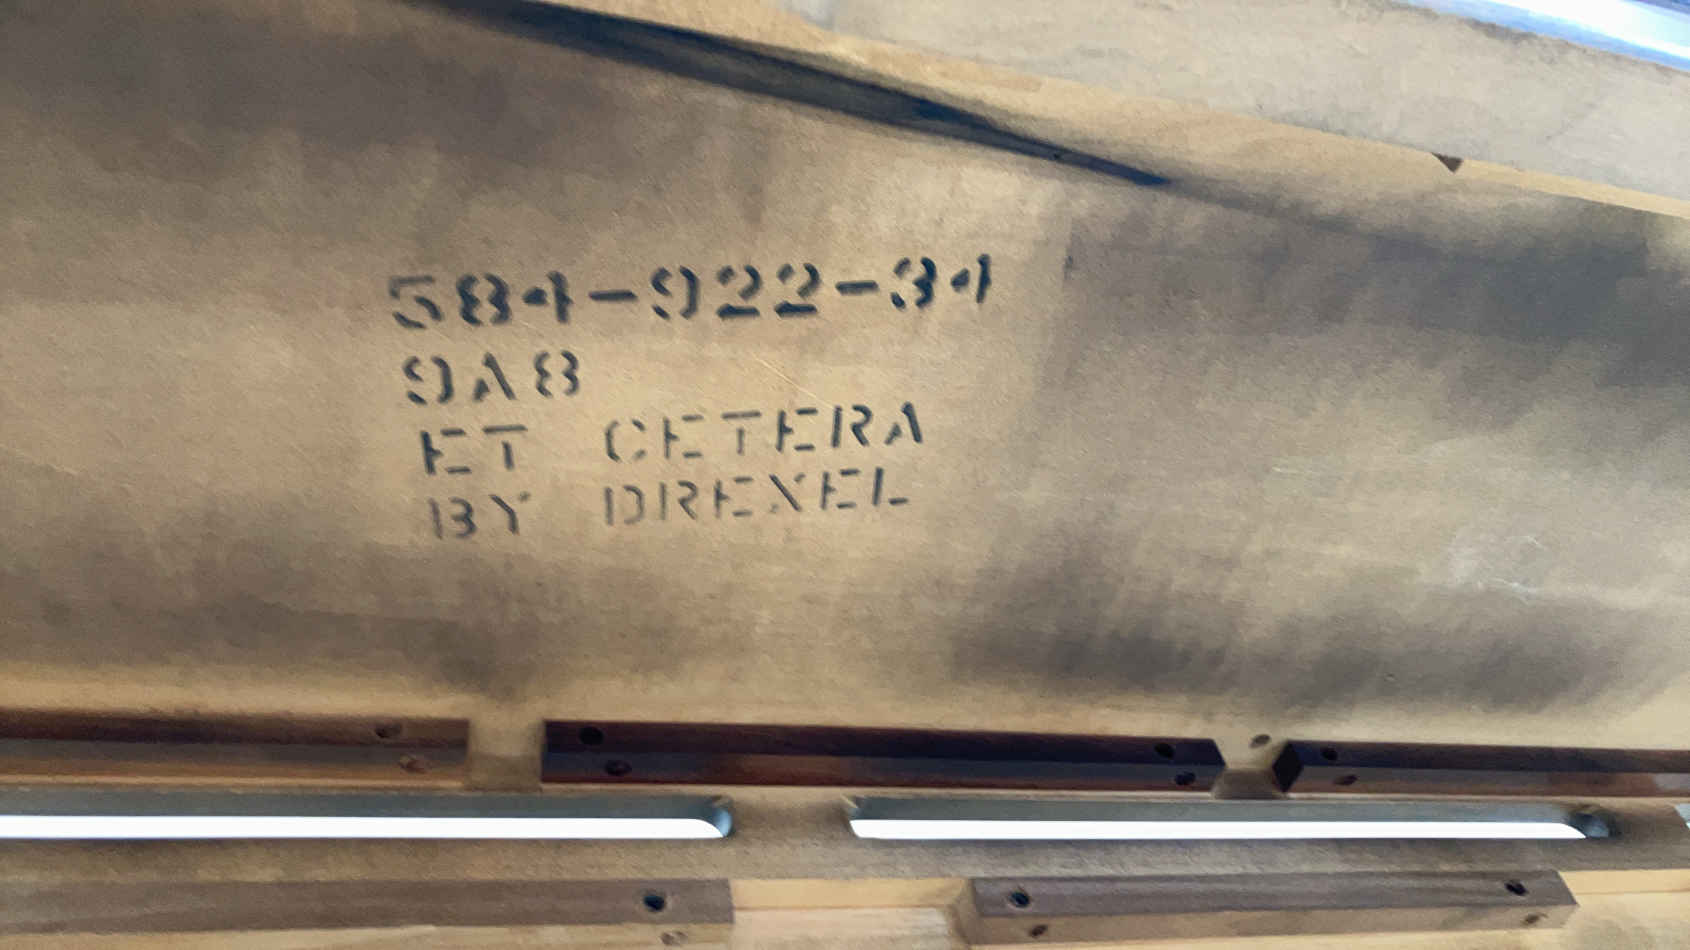 584-922-34
9A8
ET CETERA
BY DREXEL